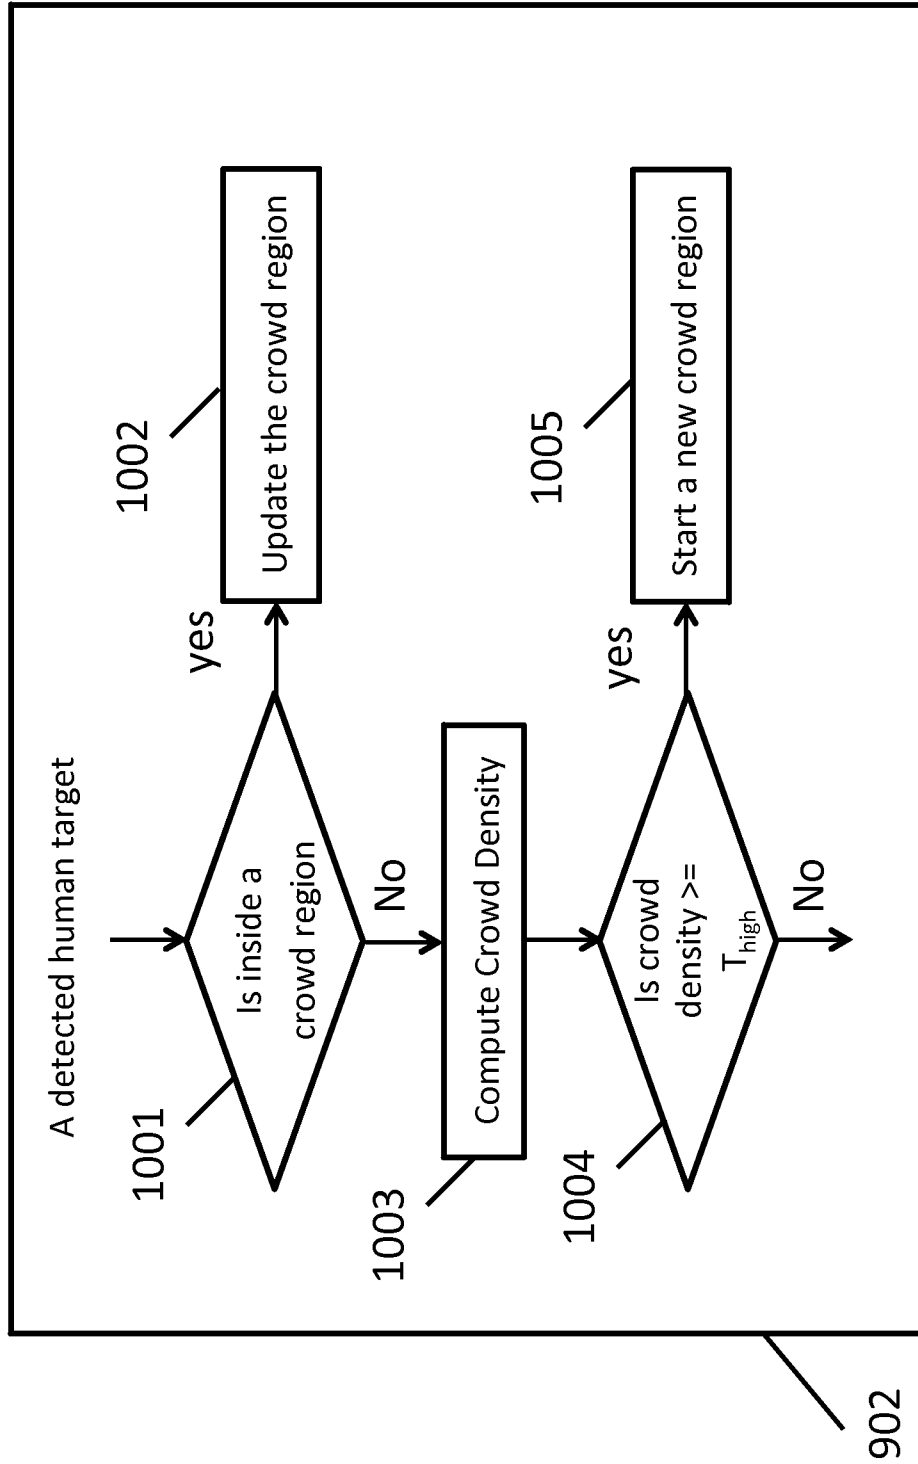 A detected human target
1001
Is inside a
crowd region
yes
1002
Update the crowd region
No
1003
Compute Crowd Density
1004
Is crowd
density >=
Thigh
yes
1005
Start a new crowd region
No
902